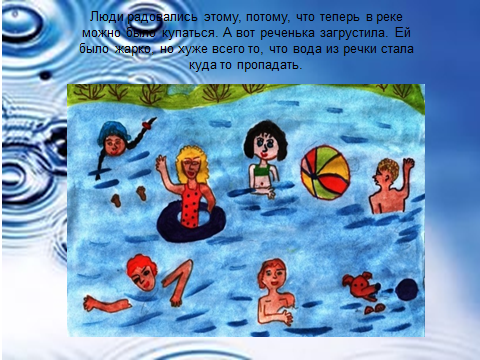 Люди радовались этому, потому, что теперь в реке
можно было купаться. А вот реченька загрустила. Ей
было жарко, но хуже всего то, что вода из речки стала
куда то пропадать.